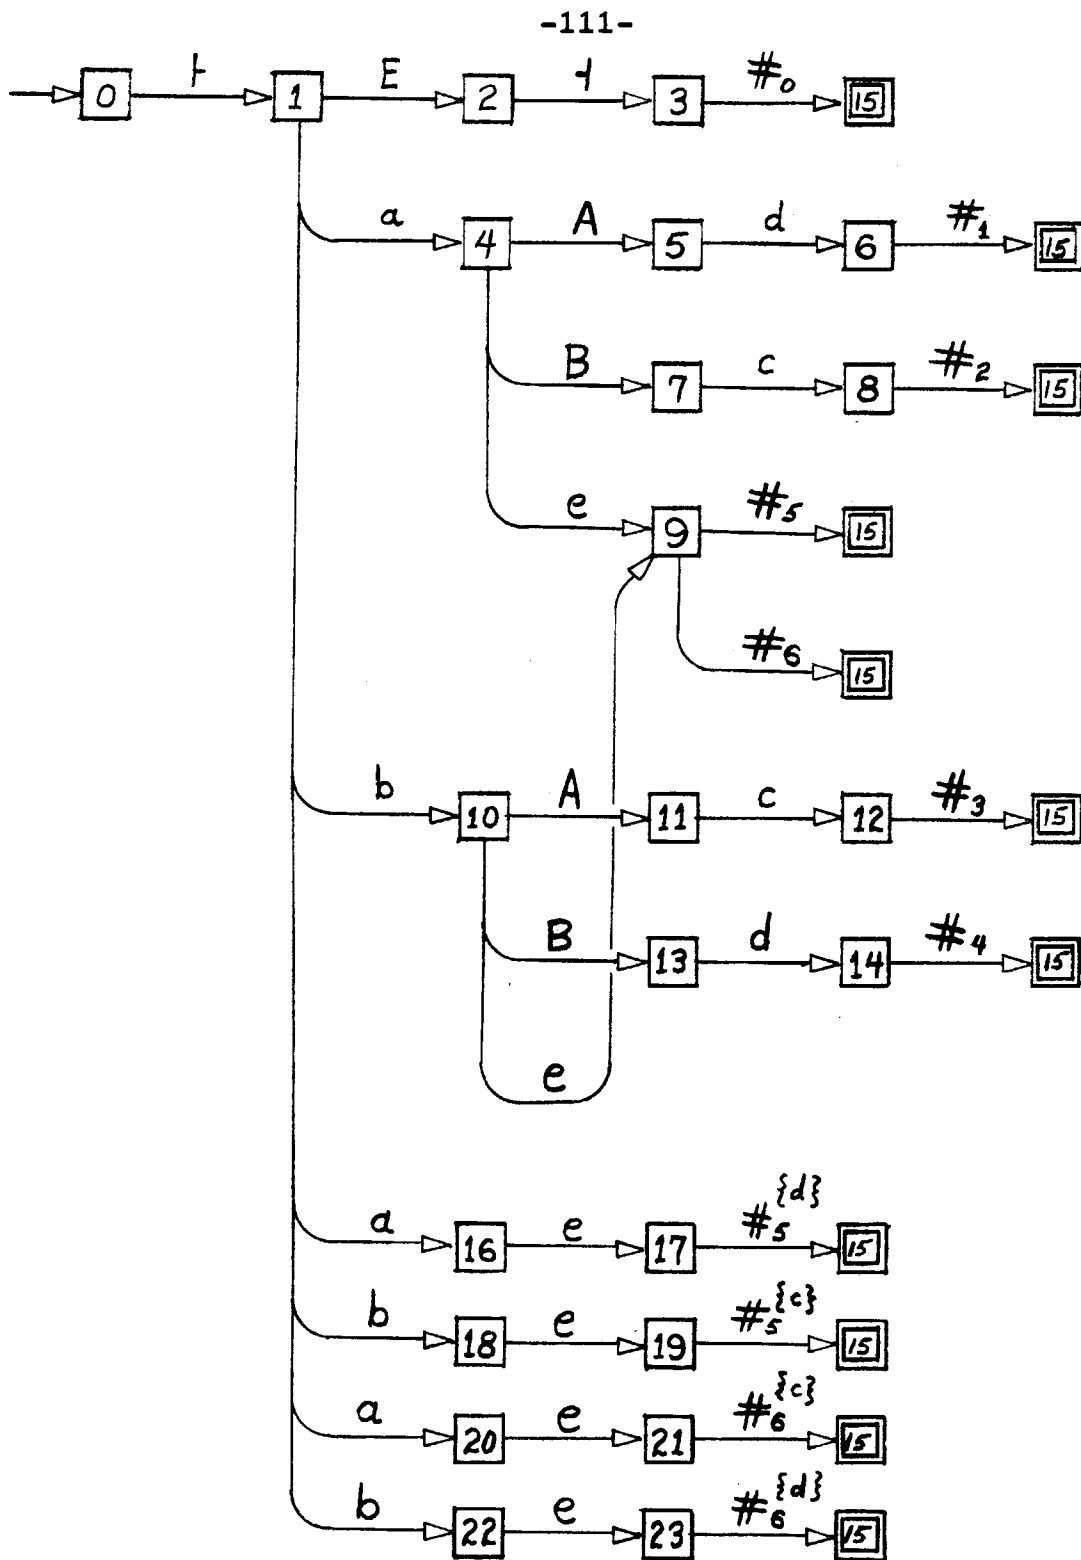 -111-
0 ⊢ 1 E 2 ⊣ 3 #₀ 15
a 4 A 5 d 6 #₁ 15
B 7 c 8 #₂ 15
e 9 #₅ 15
#₆ 15
b 10 A 11 c 12 #₃ 15
B 13 d 14 #₄ 15
e
a 16 e 17 #₅{d} 15
b 18 e 19 #₅{c} 15
a 20 e 21 #₆{c} 15
b 22 e 23 #₆{d} 15